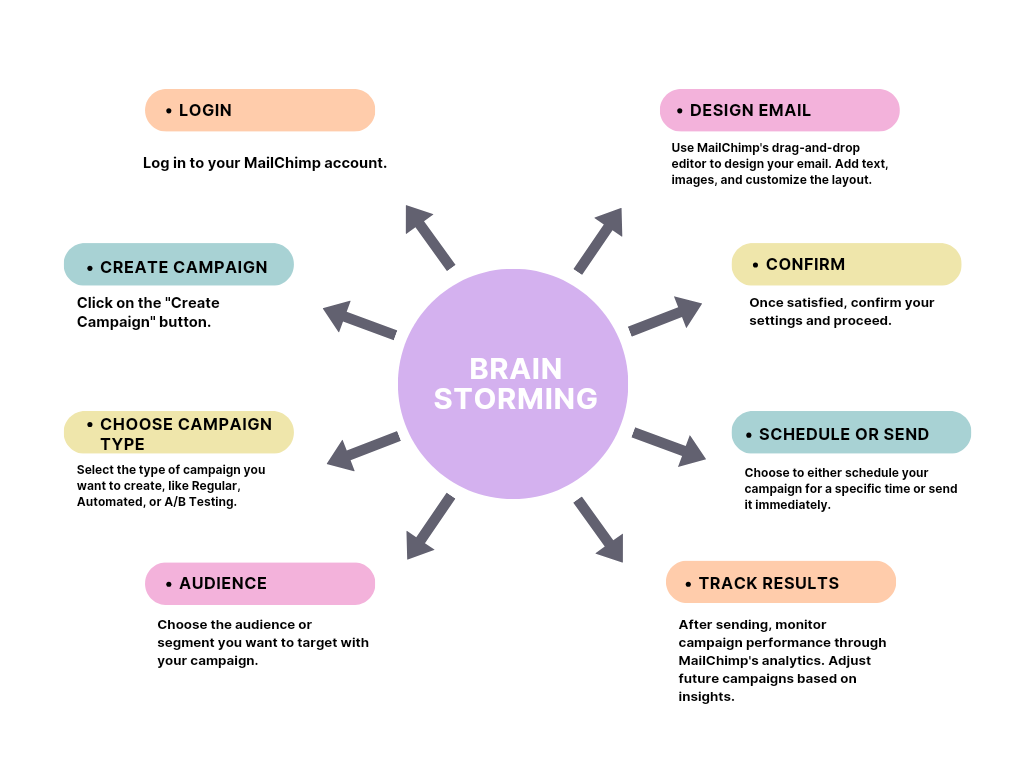 • LOGIN
Log in to your MailChimp account.
• CREATE CAMPAIGN
Click on the "Create
Campaign" button.
• CHOOSE CAMPAIGN
TYPE
Select the type of campaign you
want to create, like Regular,
Automated, or A/B Testing.
• AUDIENCE
Choose the audience or
segment you want to target with
your campaign.
BRAIN
STORMING
• DESIGN EMAIL
Use MailChimp's drag-and-drop
editor to design your email. Add text,
images, and customize the layout.
• CONFIRM
Once satisfied, confirm your
settings and proceed.
• SCHEDULE OR SEND
Choose to either schedule your
campaign for a specific time or send
it immediately.
• TRACK RESULTS
After sending, monitor
campaign performance through
MailChimp's analytics. Adjust
future campaigns based on
insights.